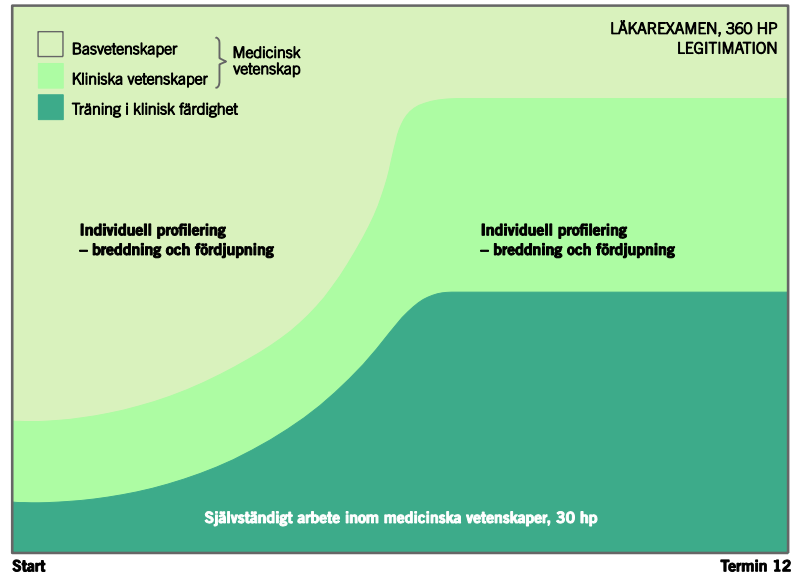 LÄKAREXAMEN, 360 HP
LEGITIMATION
Basvetenskaper
Kliniska vetenskaper
Medicinsk
vetenskap
Träning i klinisk färdighet
Individuell profilering
– breddning och fördjupning
Individuell profilering
– breddning och fördjupning
Självständigt arbete inom medicinska vetenskaper, 30 hp
Start
Termin 12